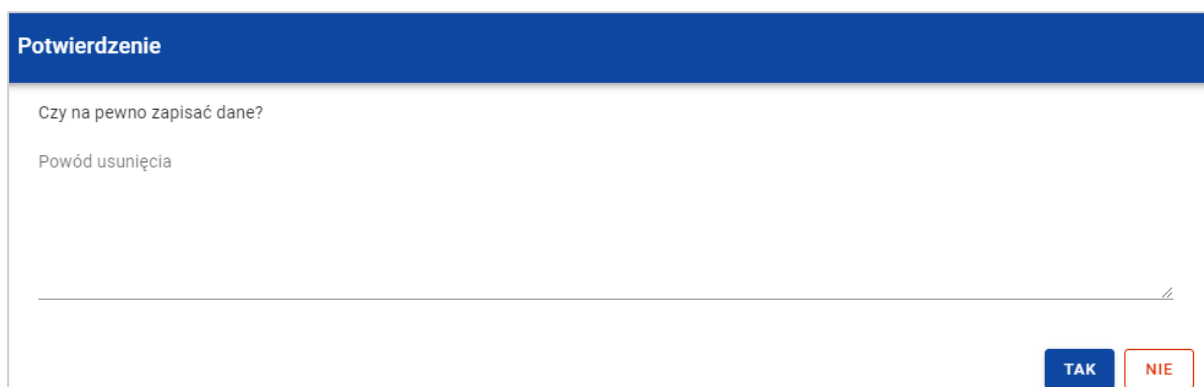 Potwierdzenie
Czy na pewno zapisać dane?
Powód usunięcia
TAK NIE